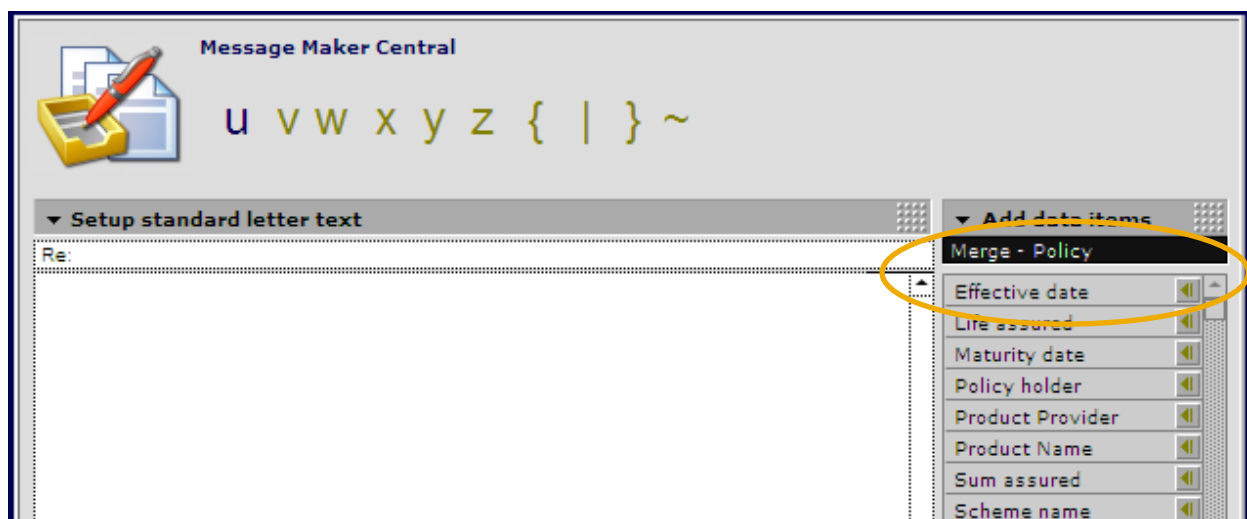 Message Maker Central
u v w x y z { | } ~
Setup standard letter text
Add data items
Re:
Merge - Policy
Effective date
Life assured
Maturity date
Policy holder
Product Provider
Product Name
Sum assured
Scheme name